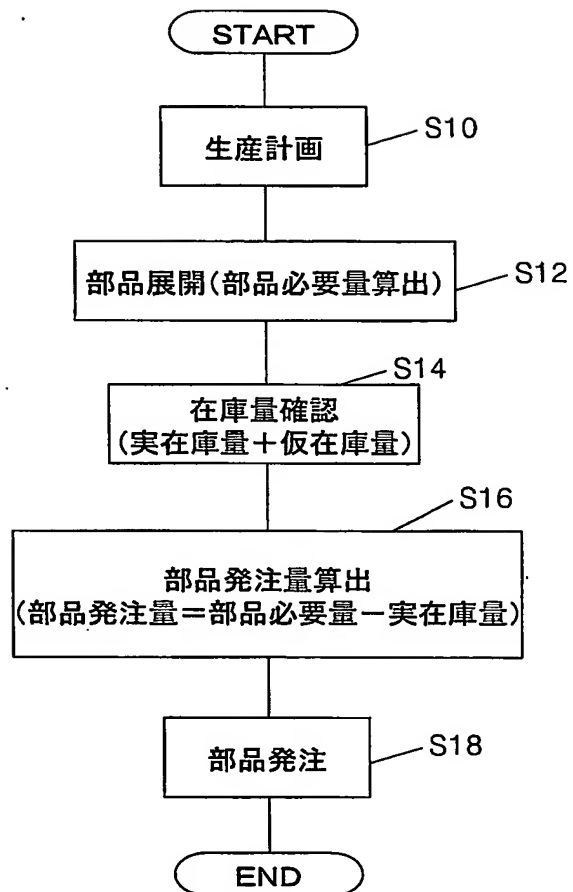 START
生産計画
S10
部品展開(部品必要量算出)
S12
S14
在庫量確認
(実在庫量+仮在庫量)
S16
部品発注量算出
(部品発注量=部品必要量-実在庫量)
部品発注
S18
END